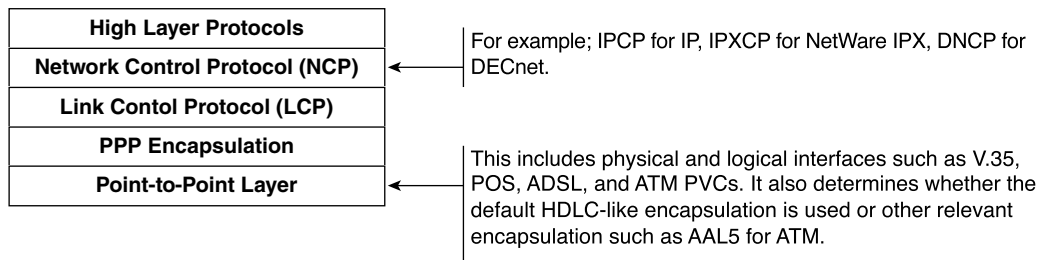 High Layer Protocols
Network Control Protocol (NCP)
Link Contol Protocol (LCP)
PPP Encapsulation
Point-to-Point Layer
For example; IPCP for IP, IPXCP for NetWare IPX, DNCP for
DECnet.
This includes physical and logical interfaces such as V.35,
POS, ADSL, and ATM PVCs. It also determines whether the
default HDLC-like encapsulation is used or other relevant
encapsulation such as AAL5 for ATM.